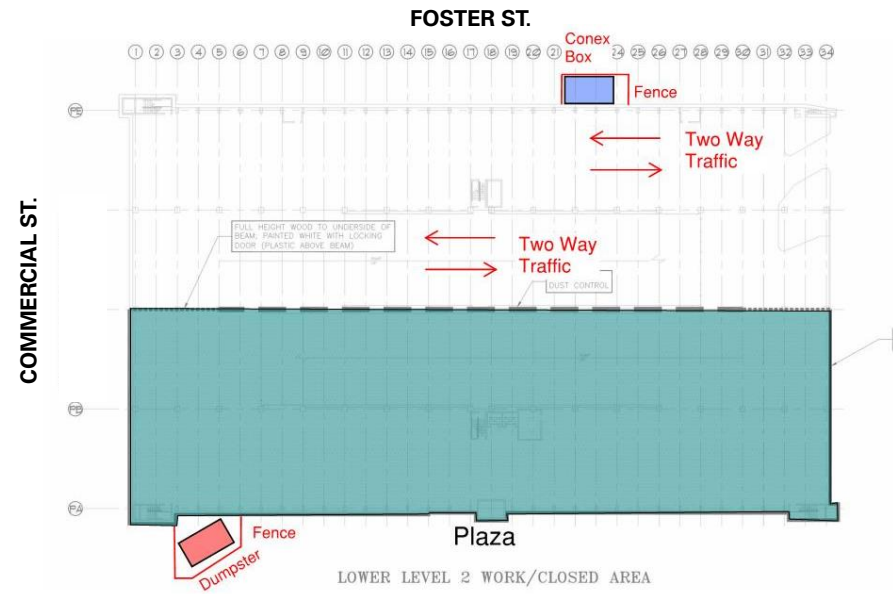 FOSTER ST.
1 2 3 4 5 6 7 8 9 10 11 12 13 14 15 16 17 18 19 20 21 24 25 26 27 28 29 30 31 32 33 34
Conex
Box
Fence
PE
Two Way
Traffic
COMMERCIAL ST.
FULL HEIGHT WOOD TO UNDERSIDE OF
BEAM, PAINTED WHITE WITH LOCKING
DOOR (PLASTIC ABOVE BEAM)
Two Way
Traffic
DUST CONTROL
PB
PA
Fence
Dumpster
Plaza
LOWER LEVEL 2 WORK/CLOSED AREA